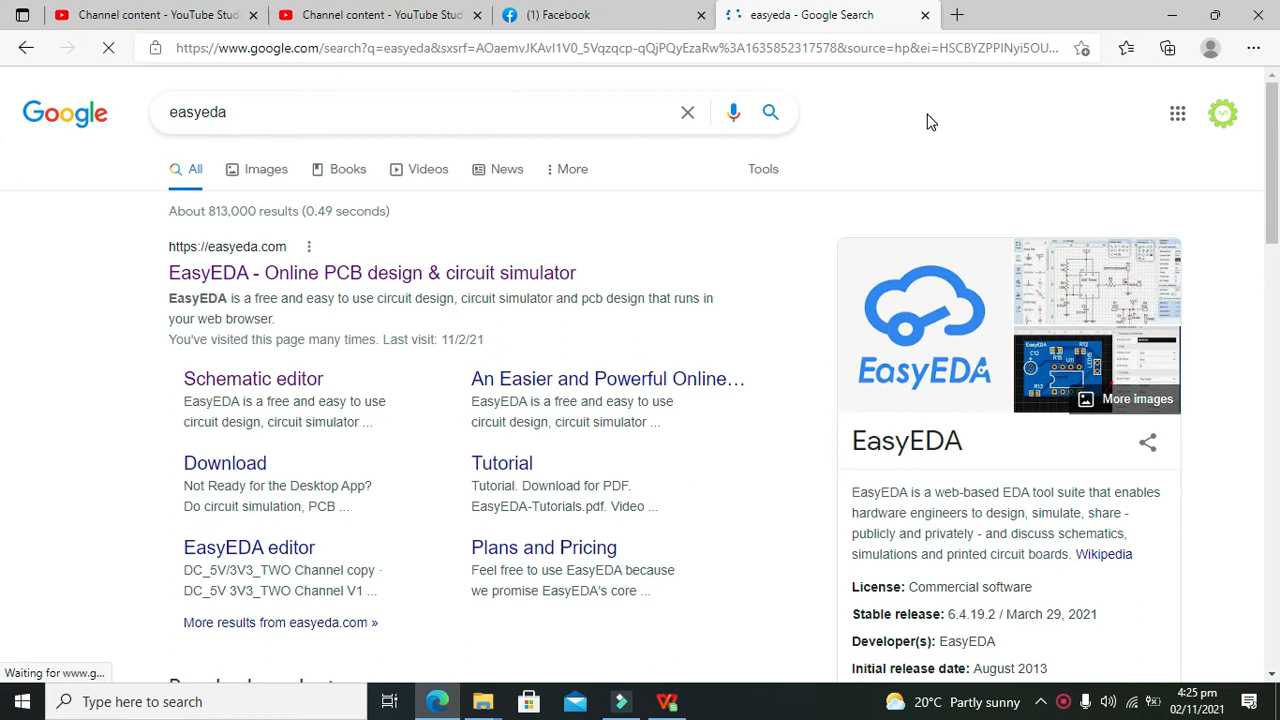 Channel content - YouTube Stud
Channel content - YouTube Stud
(1) Facebook
easyeda - Google Search
https://www.google.com/search?q=easyeda&sxsrf=AOaemvJKAvI1V0_5Vqzqcp-qQjPQyEzaRw%3A1635852317578&source=hp&ei=HSCBYZPPINyi5OU...
Google
easyeda
All
Images
Books
Videos
News
More
Tools
About 813,000 results (0.49 seconds)
https://easyeda.com
EasyEDA - Online PCB design & circuit simulator
EasyEDA is a free and easy to use circuit design, circuit simulator and pcb design that runs in
your web browser.
You've visited this page many times. Last visit: 11/2/21
Schematic editor
EasyEDA is a free and easy to use
circuit design, circuit simulator ...
An Easier and Powerful Online...
EasyEDA is a free and easy to use
circuit design, circuit simulator ...
Download
Not Ready for the Desktop App?
Do circuit simulation, PCB ...
Tutorial
Tutorial. Download for PDF.
EasyEDA-Tutorials.pdf. Video ...
EasyEDA editor
DC_5V/3V3_TWO Channel copy -
DC_5V 3V3_TWO Channel V1 ...
Plans and Pricing
Feel free to use EasyEDA because
we promise EasyEDA's core ...
More results from easyeda.com »
EasyEDA
EasyEDA
More images
EasyEDA
EasyEDA is a web-based EDA tool suite that enables
hardware engineers to design, simulate, share -
publicly and privately - and discuss schematics,
simulations and printed circuit boards. Wikipedia
License: Commercial software
Stable release: 6.4.19.2 / March 29, 2021
Developer(s): EasyEDA
Initial release date: August 2013
Waiting for www.g...
Type here to search
20°C Partly sunny
4:25 pm
02/11/2021